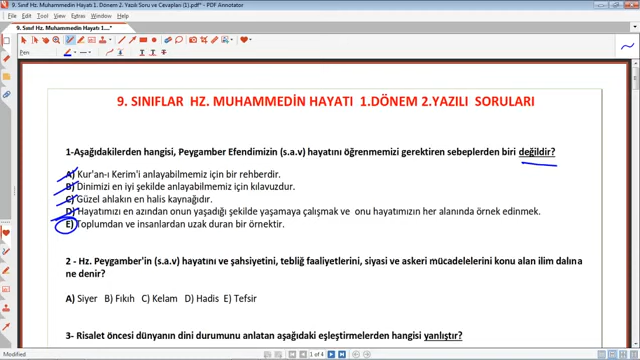 9. Sınıf Hz. Muhammedin Hayatı 1. Dönem 2. Yazılı Soru ve Cevapları (1).pdf* - PDF Annotator
File Edit Tool View Extras Window Help
9. Sınıf Hz. Muhammedin Hayatı 1....*
Pen
9. SINIFLAR HZ. MUHAMMEDİN HAYATI 1.DÖNEM 2.YAZILI SORULARI
1-Aşağıdakilerden hangisi, Peygamber Efendimizin (s.a.v) hayatını öğrenmemizi gerektiren sebeplerden biri değildir?
A) Kur'an-ı Kerim'i anlayabilmemiz için bir rehberdir.
B) Dinimizi en iyi şekilde anlayabilmemiz için kılavuzdur.
C) Güzel ahlakın en halis kaynağıdır.
D) Hayatımızı en azından onun yaşadığı şekilde yaşamaya çalışmak ve onu hayatımızın her alanında örnek edinmek.
E) Toplumdan ve insanlardan uzak duran bir örnektir.
2 - Hz. Peygamber'in (s.a.v) hayatını ve şahsiyetini, tebliğ faaliyetlerini, siyasi ve askeri mücadelelerini konu alan ilim dalına
ne denir?
A) Siyer B) Fıkıh C) Kelam D) Hadis E) Tefsir
3- Risalet öncesi dünyanın dini durumunu anlatan aşağıdaki eşleştirmelerden hangisi yanlıştır?
Modified
1 of 4